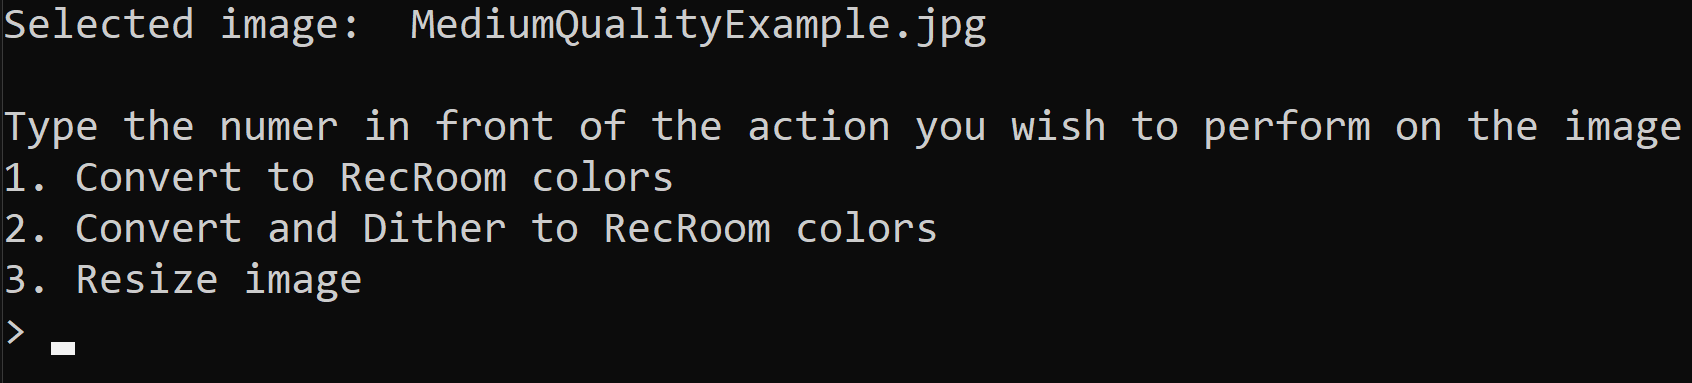 Selected image:  MediumQualityExample.jpg

Type the numer in front of the action you wish to perform on the image
1. Convert to RecRoom colors
2. Convert and Dither to RecRoom colors
3. Resize image
>